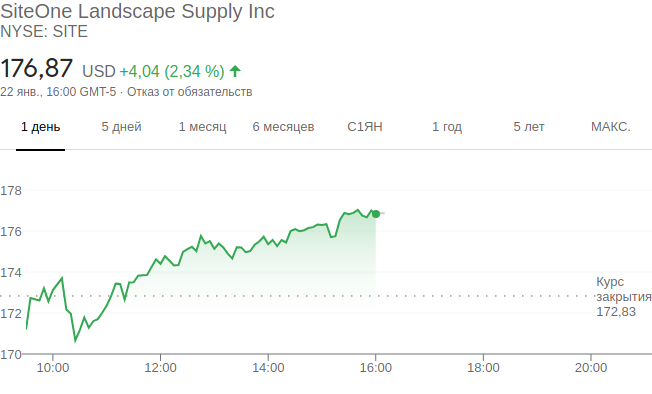 SiteOne Landscape Supply Inc
NYSE: SITE
176,87 USD +4,04 (2,34 %)
22 янв., 16:00 GMT-5 · Отказ от обязательств
1 день 5 дней 1 месяц 6 месяцев С1ЯН 1 год 5 лет МАКС.
178
176
174
Курс
закрытия
172,83
172
170
10:00 12:00 14:00 16:00 18:00 20:00